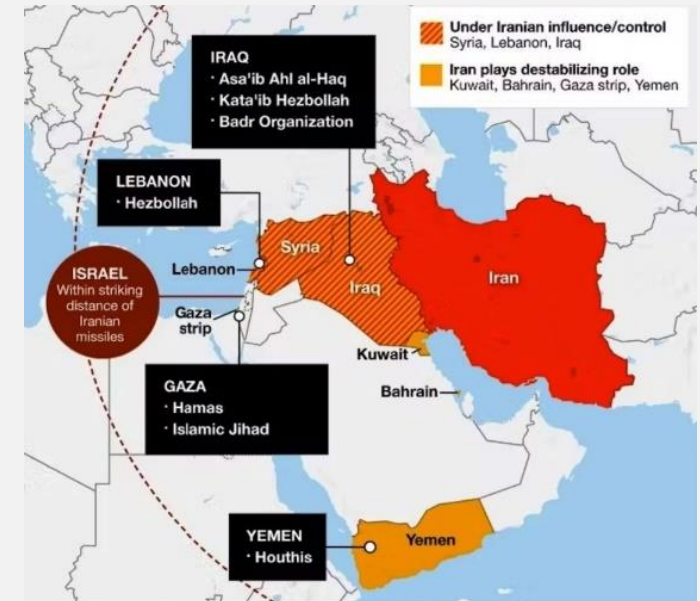 Under Iranian influence/control
Syria, Lebanon, Iraq
Iran plays destabilizing role
Kuwait, Bahrain, Gaza strip, Yemen
IRAQ
· Asa'ib Ahl al-Haq
· Kata'ib Hezbollah
· Badr Organization
LEBANON
· Hezbollah
Syria
Lebanon
Iraq
Iran
ISRAEL
Within striking
distance of
Iranian
missiles
Gaza
strip
Kuwait
Bahrain
GAZA
· Hamas
· Islamic Jihad
YEMEN
· Houthis
Yemen